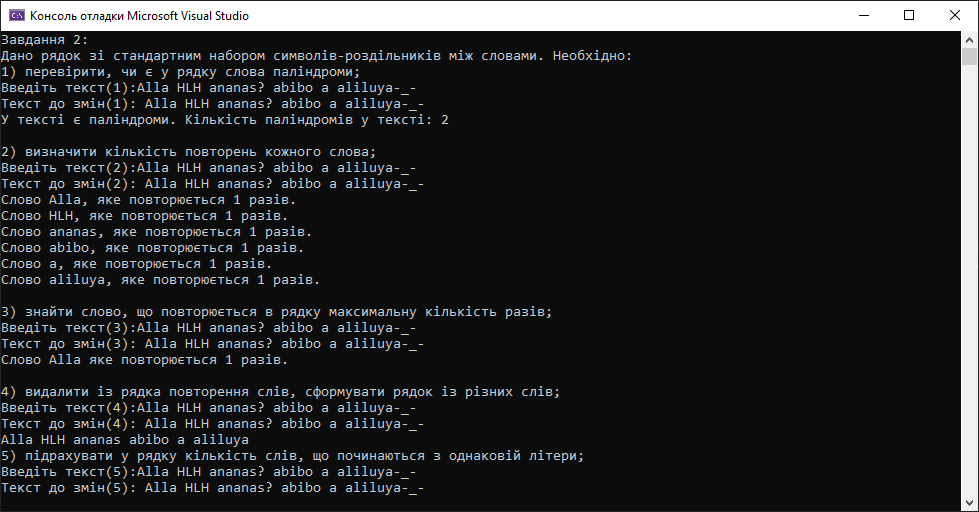 Консоль отладки Microsoft Visual Studio
Завдання 2:
Дано рядок зі стандартним набором символів-роздільників між словами. Необхідно:
1) перевірити, чи є у рядку слова паліндроми;
Введіть текст(1):Alla HLH ananas? abibo a aliluya-_-
Текст до змін(1): Alla HLH ananas? abibo a aliluya-_-
У тексті є паліндроми. Кількість паліндромів у тексті: 2
2) визначити кількість повторень кожного слова;
Введіть текст(2):Alla HLH ananas? abibo a aliluya-_-
Текст до змін(2): Alla HLH ananas? abibo a aliluya-_-
Слово Alla, яке повторюється 1 разів.
Слово HLH, яке повторюється 1 разів.
Слово ananas, яке повторюється 1 разів.
Слово abibo, яке повторюється 1 разів.
Слово a, яке повторюється 1 разів.
Слово aliluya, яке повторюється 1 разів.
3) знайти слово, що повторюється в рядку максимальну кількість разів;
Введіть текст(3):Alla HLH ananas? abibo a aliluya-_-
Текст до змін(3): Alla HLH ananas? abibo a aliluya-_-
Слово Alla яке повторюється 1 разів.
4) видалити із рядка повторення слів, сформувати рядок із різних слів;
Введіть текст(4):Alla HLH ananas? abibo a aliluya-_-
Текст до змін(4): Alla HLH ananas? abibo a aliluya-_-
Alla HLH ananas abibo a aliluya
5) підрахувати у рядку кількість слів, що починаються з однаковій літери;
Введіть текст(5):Alla HLH ananas? abibo a aliluya-_-
Текст до змін(5): Alla HLH ananas? abibo a aliluya-_-